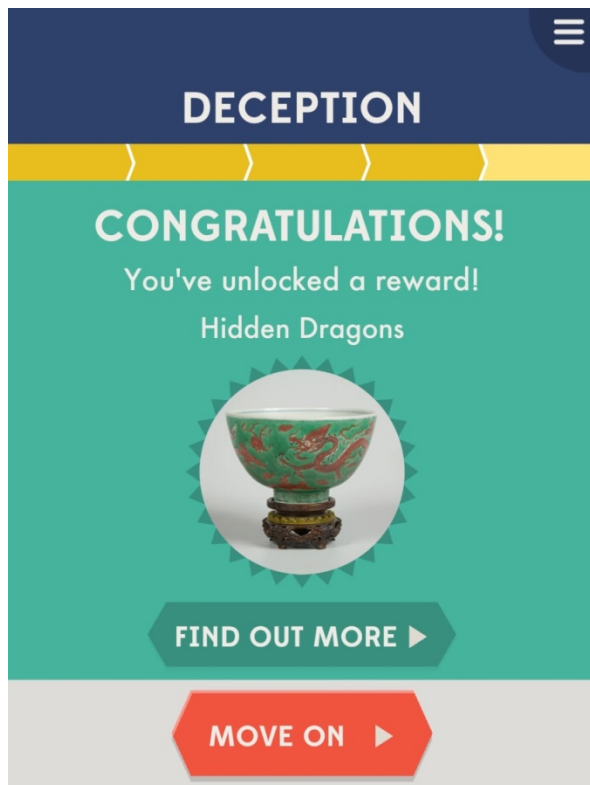 DECEPTION
CONGRATULATIONS!
You've unlocked a reward!
Hidden Dragons
FIND OUT MORE
MOVE ON